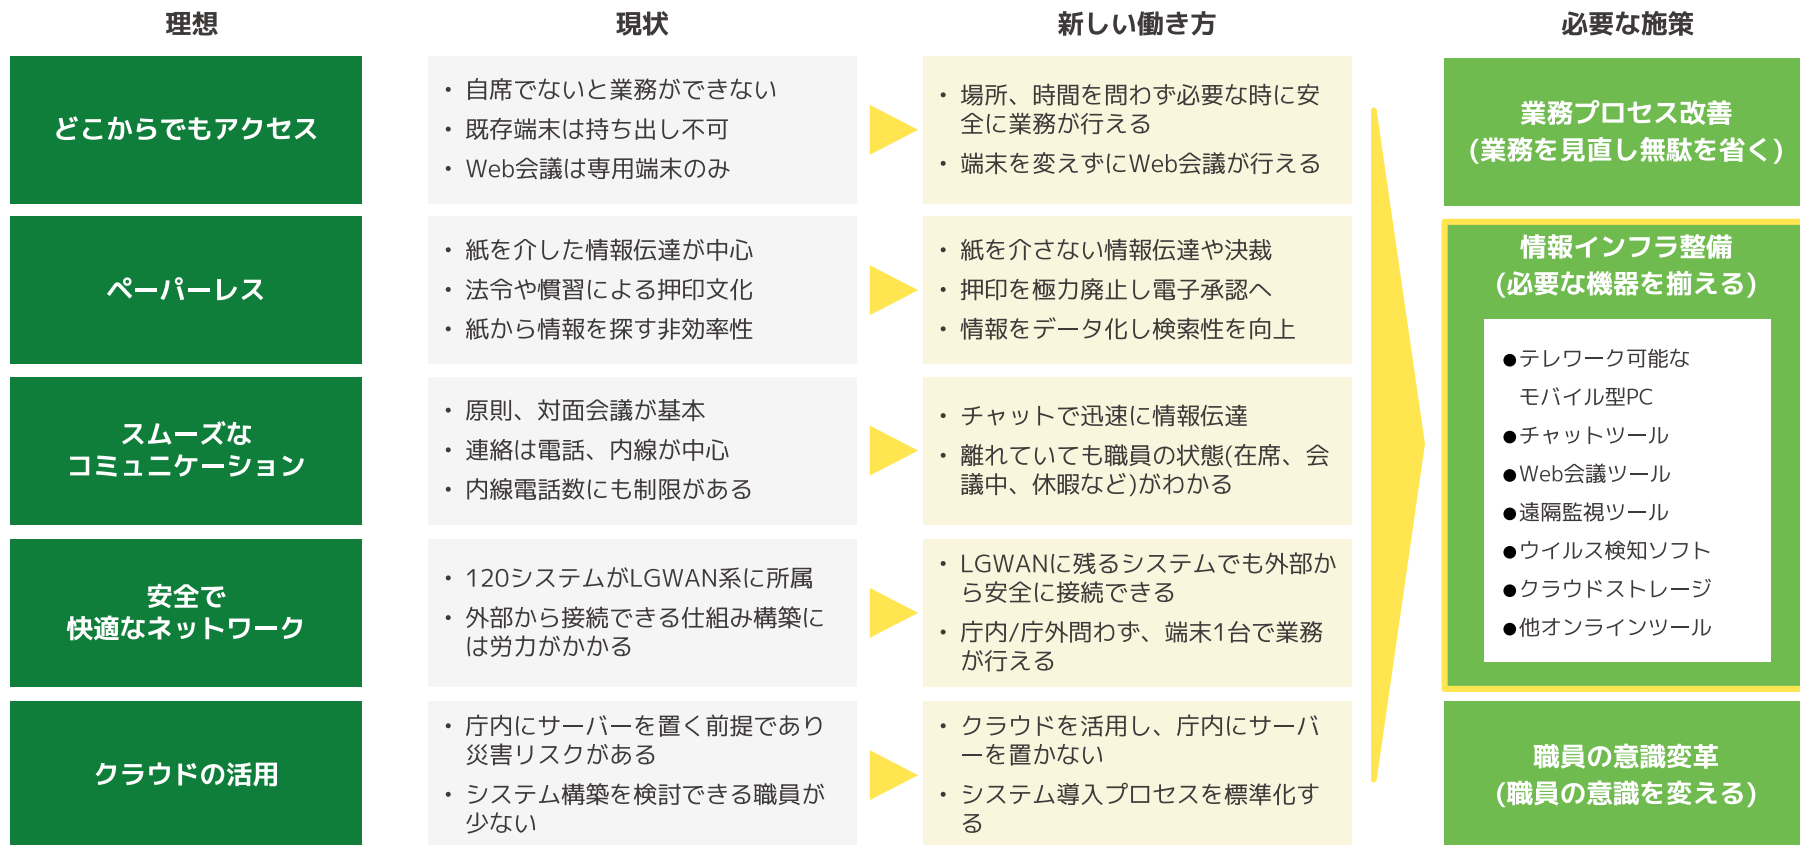 理想
現状
新しい働き方
必要な施策
どこからでもアクセス
・ 自席でないと業務ができない
・ 既存端末は持ち出し不可
・ Web会議は専用端末のみ
・ 場所、時間を問わず必要な時に安
全に業務が行える
・ 端末を変えずにWeb会議が行える
ペーパーレス
・ 紙を介した情報伝達が中心
・ 法令や慣習による押印文化
・ 紙から情報を探す非効率性
・ 紙を介さない情報伝達や決裁
・ 押印を極力廃止し電子承認へ
・ 情報をデータ化し検索性を向上
スムーズな
コミュニケーション
・ 原則、対面会議が基本
・ 連絡は電話、内線が中心
・ 内線電話数にも制限がある
・ チャットで迅速に情報伝達
・ 離れていても職員の状態(在席、会
議中、休暇など)がわかる
安全で
快適なネットワーク
・ 120システムがLGWAN系に所属
・ 外部から接続できる仕組み構築に
は労力がかかる
・ LGWANに残るシステムでも外部か
ら安全に接続できる
・ 庁内/庁外問わず、端末1台で業務
が行える
クラウドの活用
・ 庁内にサーバーを置く前提であり
災害リスクがある
・ システム構築を検討できる職員が
少ない
・ クラウドを活用し、庁内にサーバ
ーを置かない
・ システム導入プロセスを標準化す
る
業務プロセス改善
(業務を見直し無駄を省く)
情報インフラ整備
(必要な機器を揃える)
●テレワーク可能な
モバイル型PC
●チャットツール
●Web会議ツール
●遠隔監視ツール
●ウイルス検知ソフト
●クラウドストレージ
●他オンラインツール
職員の意識変革
(職員の意識を変える)